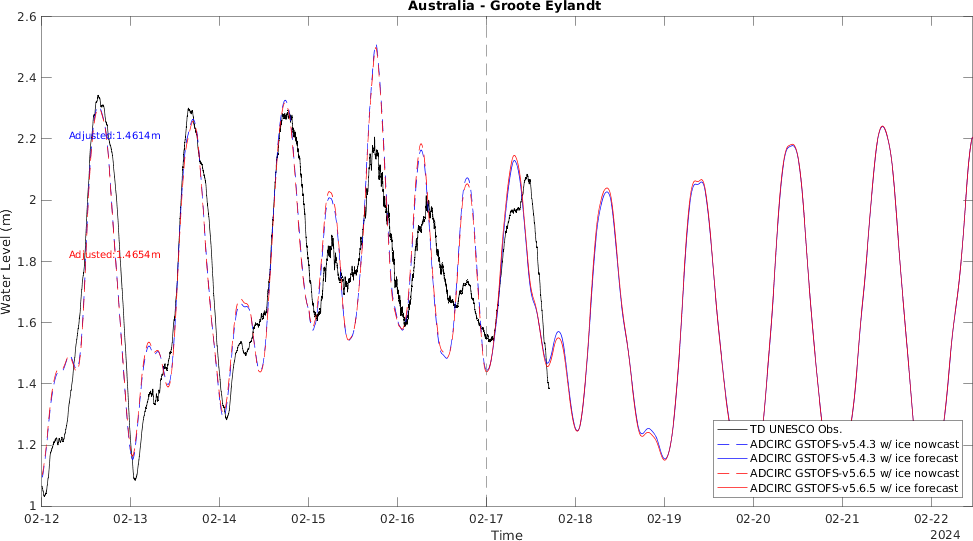 Australia - Groote Eylandt
2.6
2.4
2.2
2
1.8
1.6
1.4
1.2
1
Water Level (m)
Adjusted:1.4614m
Adjusted:1.4654m
TD UNESCO Obs.
ADCIRC GSTOFS-v5.4.3 w/ ice nowcast
ADCIRC GSTOFS-v5.4.3 w/ ice forecast
ADCIRC GSTOFS-v5.6.5 w/ ice nowcast
ADCIRC GSTOFS-v5.6.5 w/ ice forecast
02-12 02-13 02-14 02-15 02-16 02-17 02-18 02-19 02-20 02-21 02-22
2024
Time